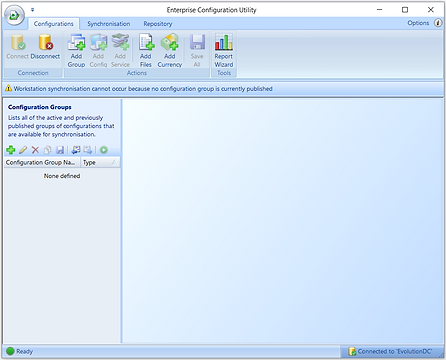 Enterprise Configuration Utility
Configurations Synchronisation Repository Options
Connect Disconnect Add Group Add Config Add Service Add Files Add Currency Save All Report Wizard
Connection Actions Tools
Workstation synchronisation cannot occur because no configuration group is currently published
Configuration Groups
Lists all of the active and previously
published groups of configurations that
are available for synchronisation.
Configuration Group Na... Type
None defined
Ready Connected to 'EvolutionDC'